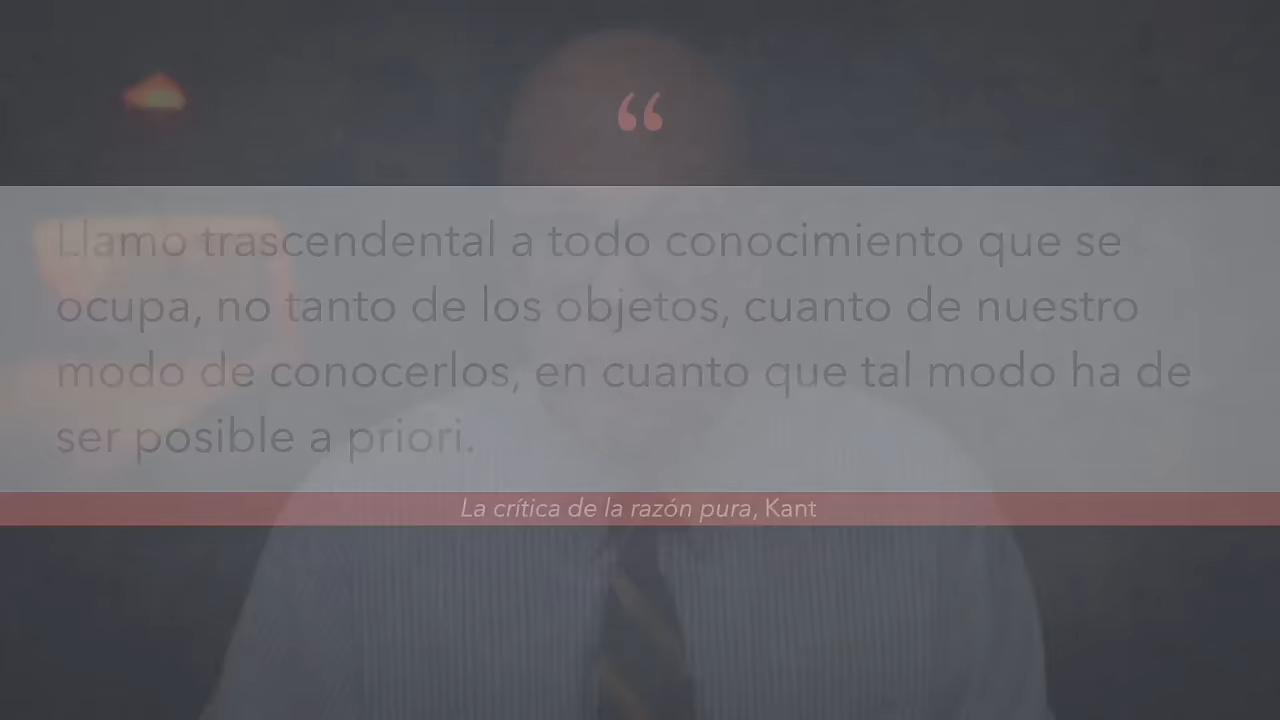 “
Llamo trascendental a todo conocimiento que se
ocupa, no tanto de los objetos, cuanto de nuestro
modo de conocerlos, en cuanto que tal modo ha de
ser posible a priori.
La crítica de la razón pura, Kant